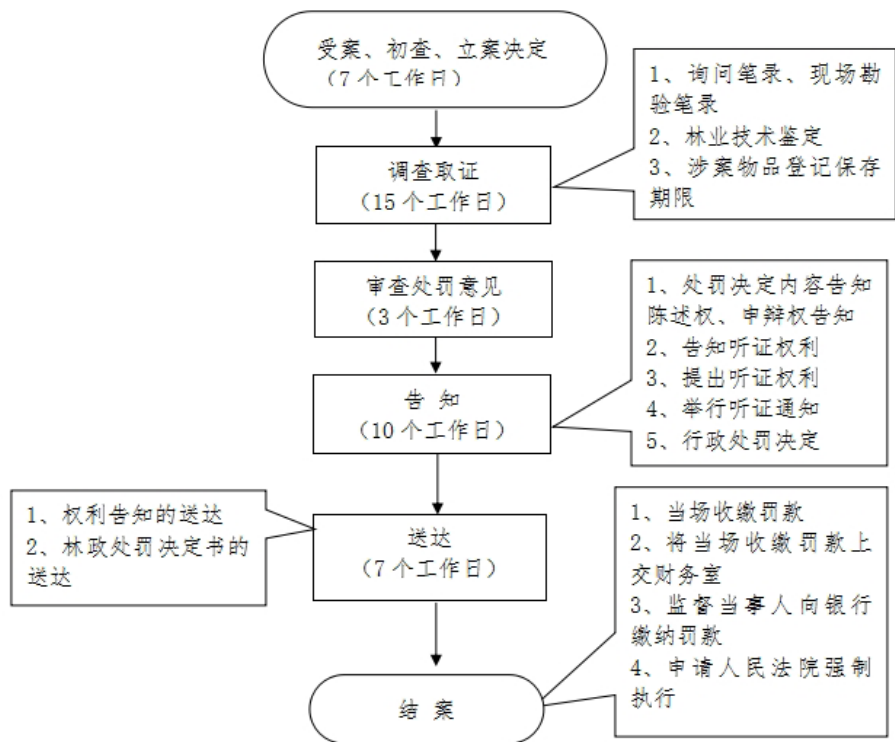 受案、初查、立案决定
（7 个工作日）
1、询问笔录、现场勘
验笔录
2、林业技术鉴定
3、涉案物品登记保存
期限
调查取证
（15 个工作日）
审查处罚意见
（3 个工作日）
1、处罚决定内容告知
陈述权、申辩权告知
2、告知听证权利
3、提出听证权利
4、举行听证通知
5、行政处罚决定
告 知
（10 个工作日）
1、权利告知的送达
2、林政处罚决定书的
送达
送达
（7 个工作日）
1、当场收缴罚款
2、将当场收缴罚款上
交财务室
3、监督当事人向银行
缴纳罚款
4、申请人民法院强制
执行
结 案